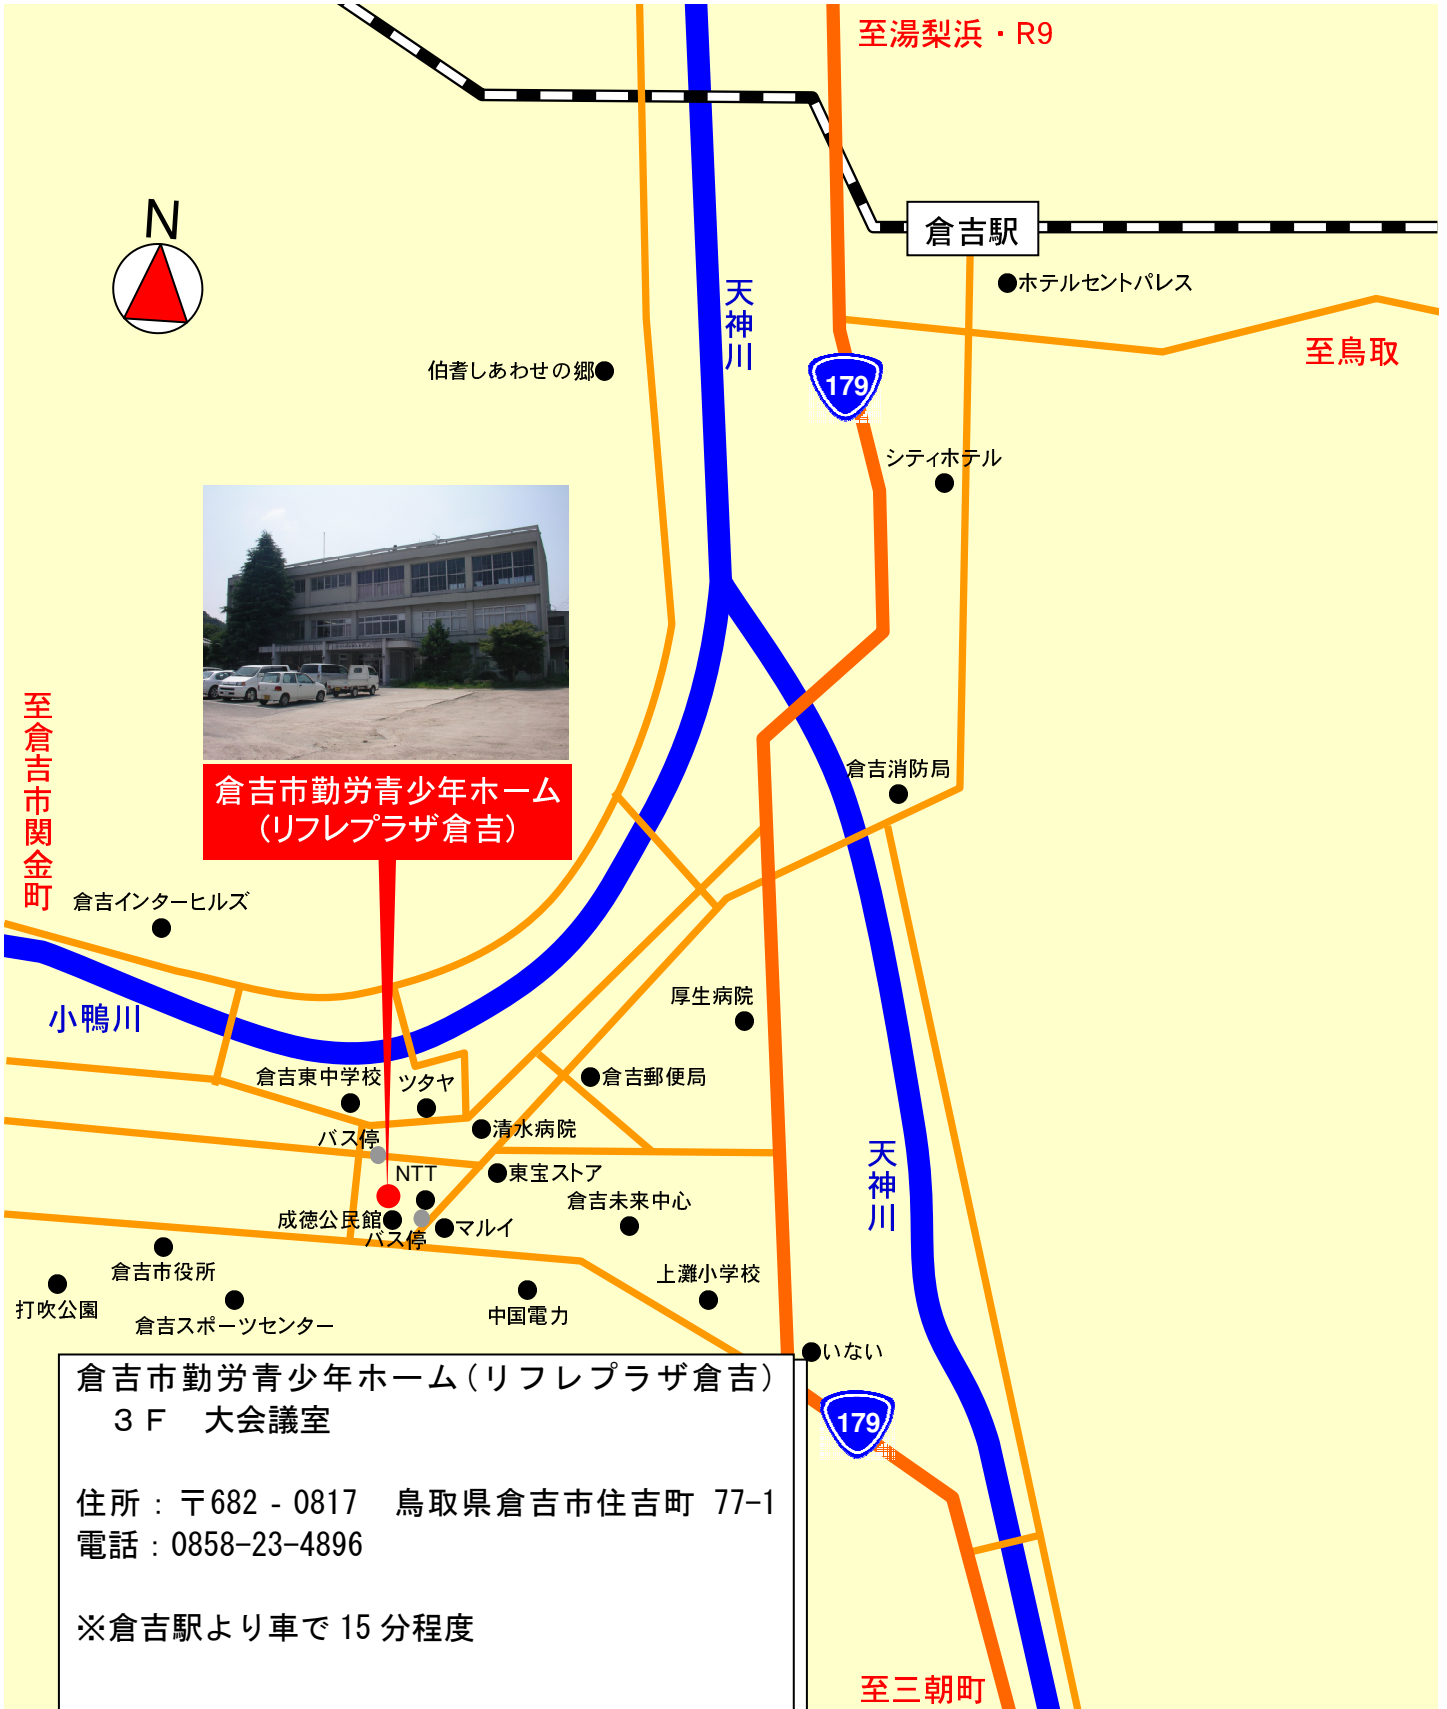 至湯梨浜・R9
N
倉吉駅
ホテルセントパレス
天神川
至鳥取
伯耆しあわせの郷
179
シティホテル
至倉吉市関金町
倉吉消防局
倉吉市勤労青少年ホーム
（リフレプラザ倉吉）
倉吉インターヒルズ
厚生病院
小鴨川
倉吉東中学校
ツタヤ
倉吉郵便局
清水病院
バス停
天神川
NTT
東宝ストア
倉吉未来中心
成徳公民館
マルイ
バス停
倉吉市役所
上灘小学校
打吹公園
倉吉スポーツセンター
中国電力
いない
倉吉市勤労青少年ホーム（リフレプラザ倉吉）
３Ｆ　大会議室
179
住所：〒682‐0817　鳥取県倉吉市住吉町 77−1
電話：0858−23−4896
※倉吉駅より車で 15 分程度
至三朝町